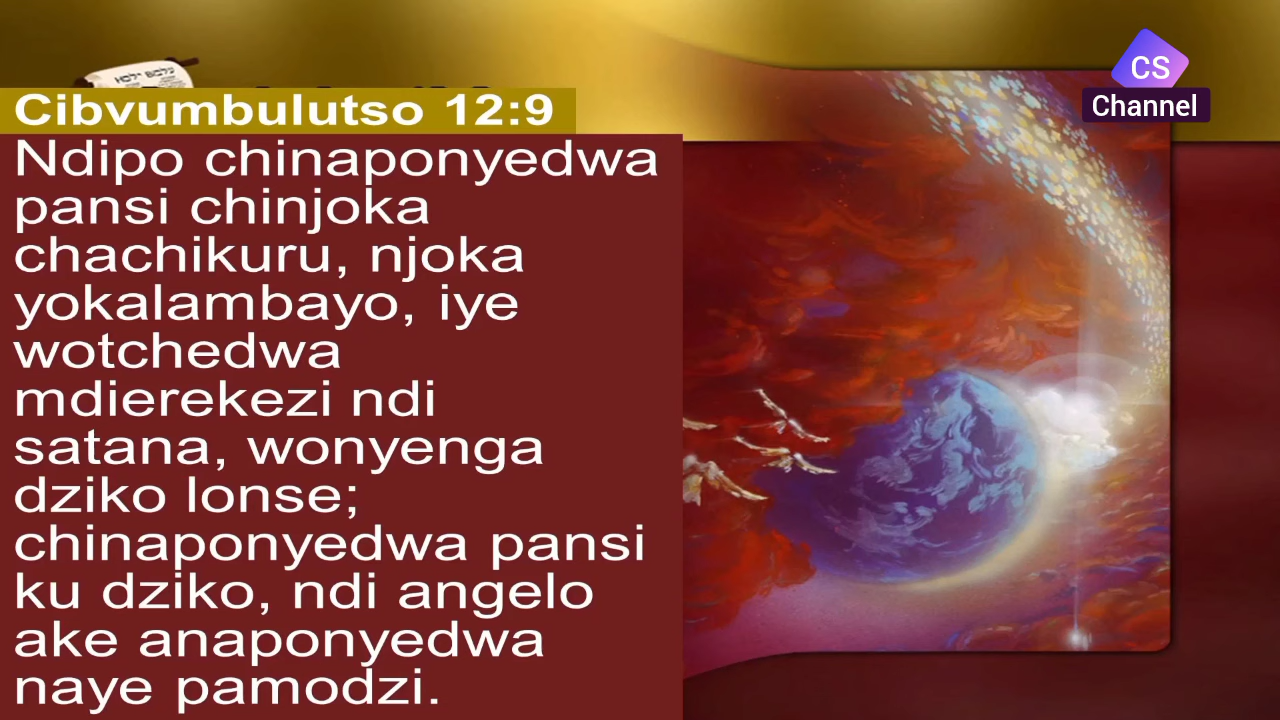 CS
Channel
Cibvumbulutso 12:9
Ndipo chinaponyedwa
pansi chinjoka
chachikuru, njoka
yokalambayo, iye
wotchedwa
mdierekezi ndi
satana, wonyenga
dziko lonse;
chinaponyedwa pansi
ku dziko, ndi angelo
ake anaponyedwa
naye pamodzi.